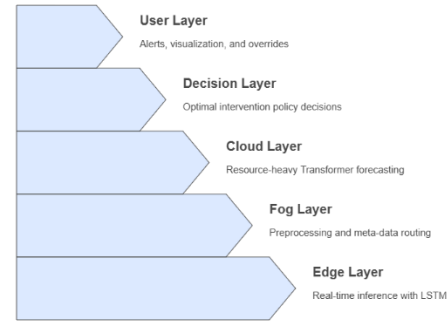 User Layer
Alerts, visualization, and overrides
Decision Layer
Optimal intervention policy decisions
Cloud Layer
Resource-heavy Transformer forecasting
Fog Layer
Preprocessing and meta-data routing
Edge Layer
Real-time inference with LSTM